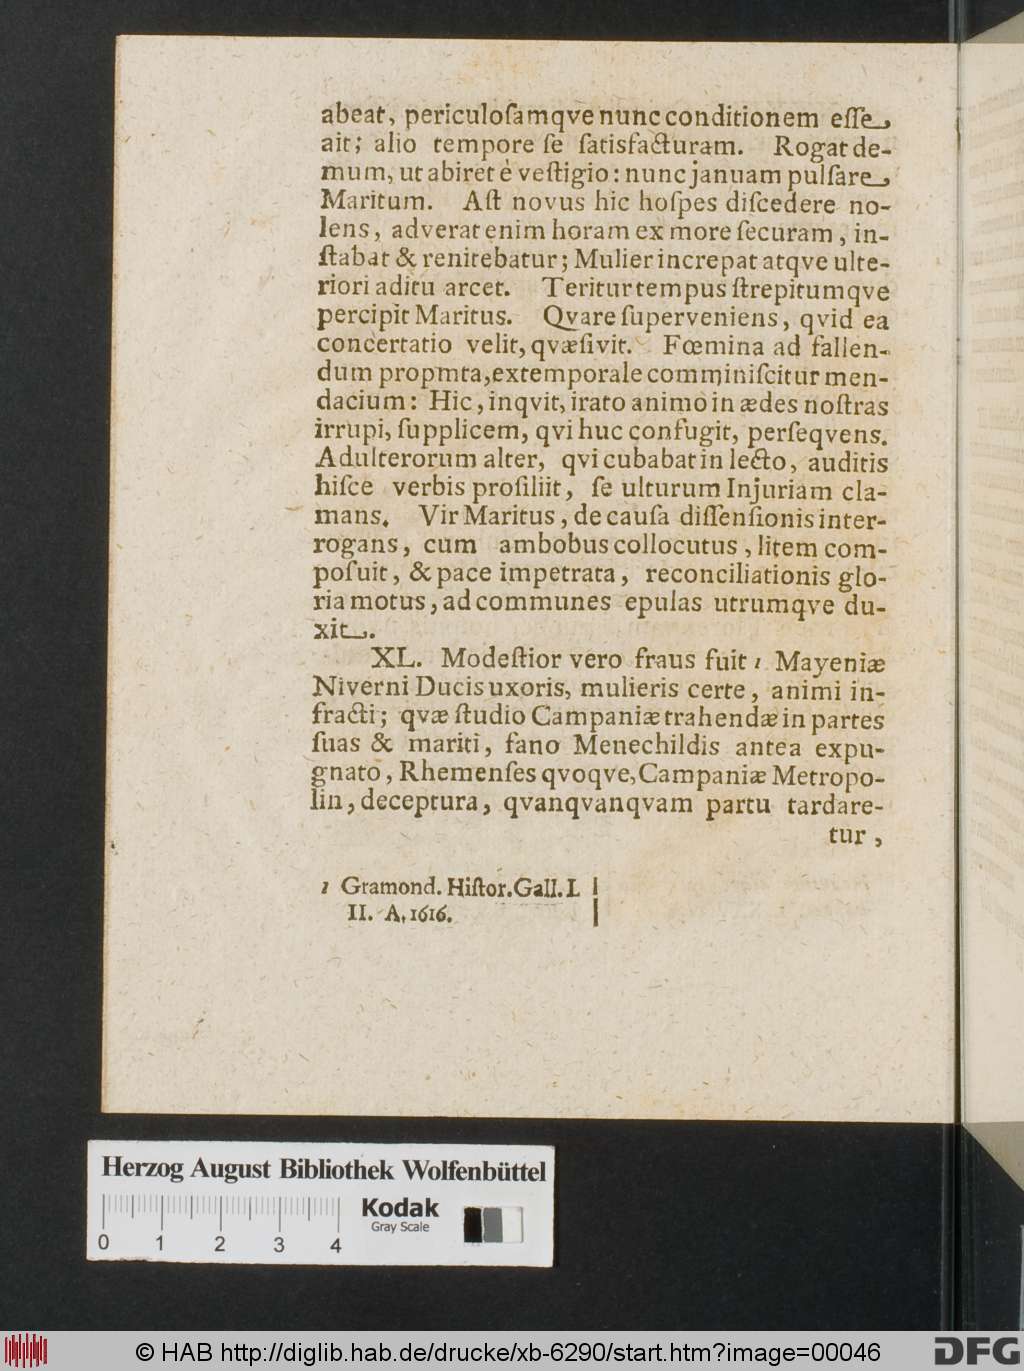 abeat, periculoſamqve nunc conditionem eſſe
ait; alio tempore ſe ſatisfacturam. Rogat de-
mum, ut abiret è veſtigio: nunc januam pulſare
Maritum. Aſt novus hic hoſpes diſcedere no-
lens, adverat enim horam ex more ſecuram, in-
ſtabat & renitebatur; Mulier increpat atqve ulte-
riori aditu arcet. Teritur tempus ſtrepitumqve
percipit Maritus. Qvare ſuperveniens, qvid ea
concertatio velit, qvæſivit. Fœmina ad fallen-
dum propmta, extemporale comminiſcitur men-
dacium: Hic, inqvit, irato animo in ædes noſtras
irrupi, ſupplicem, qvi huc confugit, perſeqvens.
Adulterorum alter, qvi cubabat in lecto, auditis
hiſce verbis proſiliit, ſe ulturum Injuriam cla-
mans. Vir Maritus, de cauſa diſſenſionis inter-
rogans, cum ambobus collocutus, litem com-
poſuit, & pace impetrata, reconciliationis glo-
ria motus, ad communes epulas utrumqve du-
xit.
XL. Modeſtior vero fraus fuit 1 Mayeniæ
Niverni Ducis uxoris, mulieris certe, animi in-
fracti; qvæ ſtudio Campaniæ trahendæ in partes
ſuas & mariti, fano Menechildis antea expu-
gnato, Rhemenſes qvoqve, Campaniæ Metropo-
lin, deceptura, qvanqvanqvam partu tardare-
tur,
1 Gramond. Hiſtor. Gall. L
II. A. 1616.
Herzog August Bibliothek Wolfenbüttel
Kodak
Gray Scale
0 1 2 3 4
© HAB http://diglib.hab.de/drucke/xb-6290/start.htm?image=00046
DFG